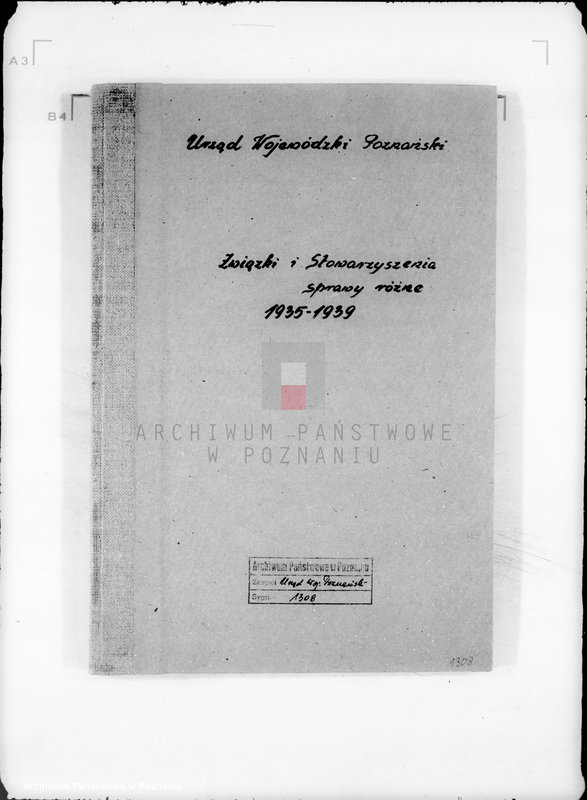 A3
B4
Urząd Wojewódzki Poznański
Związki i Stowarzyszenia
sprawy różne
1935-1939
ARCHIWUM PAŃSTWOWE
W POZNANIU
Archiwum Państwowe w Poznaniu
Zespół Urząd Woj. Poznański
Sygn. 1308
1308
Archiwum Państwowe w Poznaniu